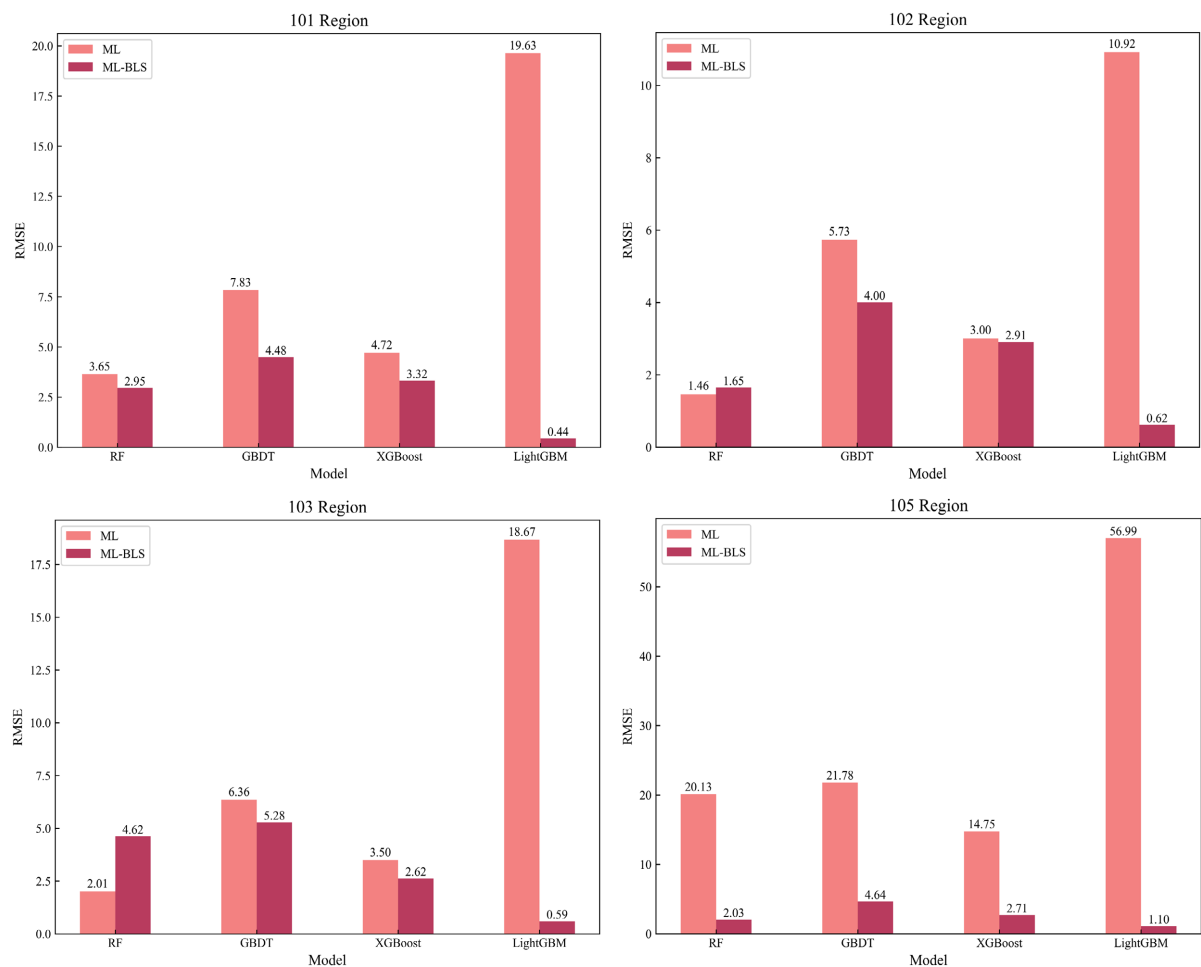 101 Region
ML
ML-BLS
RMSE
20.0
17.5
15.0
12.5
10.0
7.5
5.0
2.5
0.0
3.65
2.95
7.83
4.48
4.72
3.32
19.63
0.44
RF
GBDT
XGBoost
LightGBM
Model
102 Region
ML
ML-BLS
RMSE
10
8
6
4
2
0
1.46
1.65
5.73
4.00
3.00
2.91
10.92
0.62
RF
GBDT
XGBoost
LightGBM
Model
103 Region
ML
ML-BLS
RMSE
17.5
15.0
12.5
10.0
7.5
5.0
2.5
0.0
2.01
4.62
6.36
5.28
3.50
2.62
18.67
0.59
RF
GBDT
XGBoost
LightGBM
Model
105 Region
ML
ML-BLS
RMSE
50
40
30
20
10
0
20.13
2.03
21.78
4.64
14.75
2.71
56.99
1.10
RF
GBDT
XGBoost
LightGBM
Model